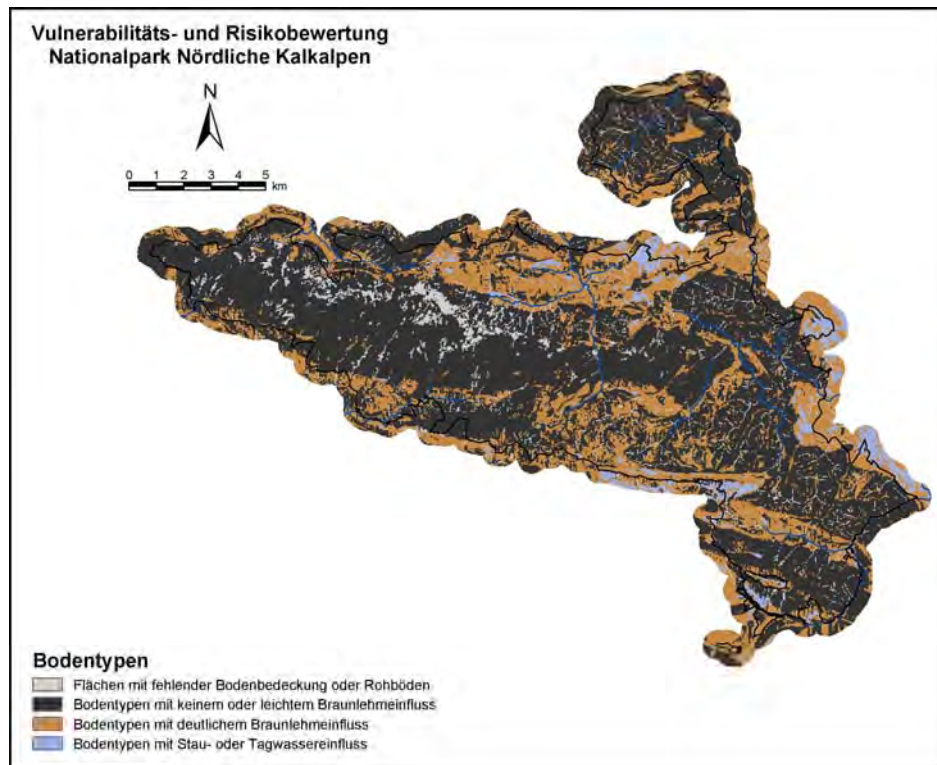 Vulnerabilitäts- und Risikobewertung
Nationalpark Nördliche Kalkalpen
N
0 1 2 3 4 5
km
Bodentypen
Flächen mit fehlender Bodenbedeckung oder Rohböden
Bodentypen mit keinem oder leichtem Braunlehmeinfluss
Bodentypen mit deutlichem Braunlehmeinfluss
Bodentypen mit Stau- oder Tagwassereinfluss